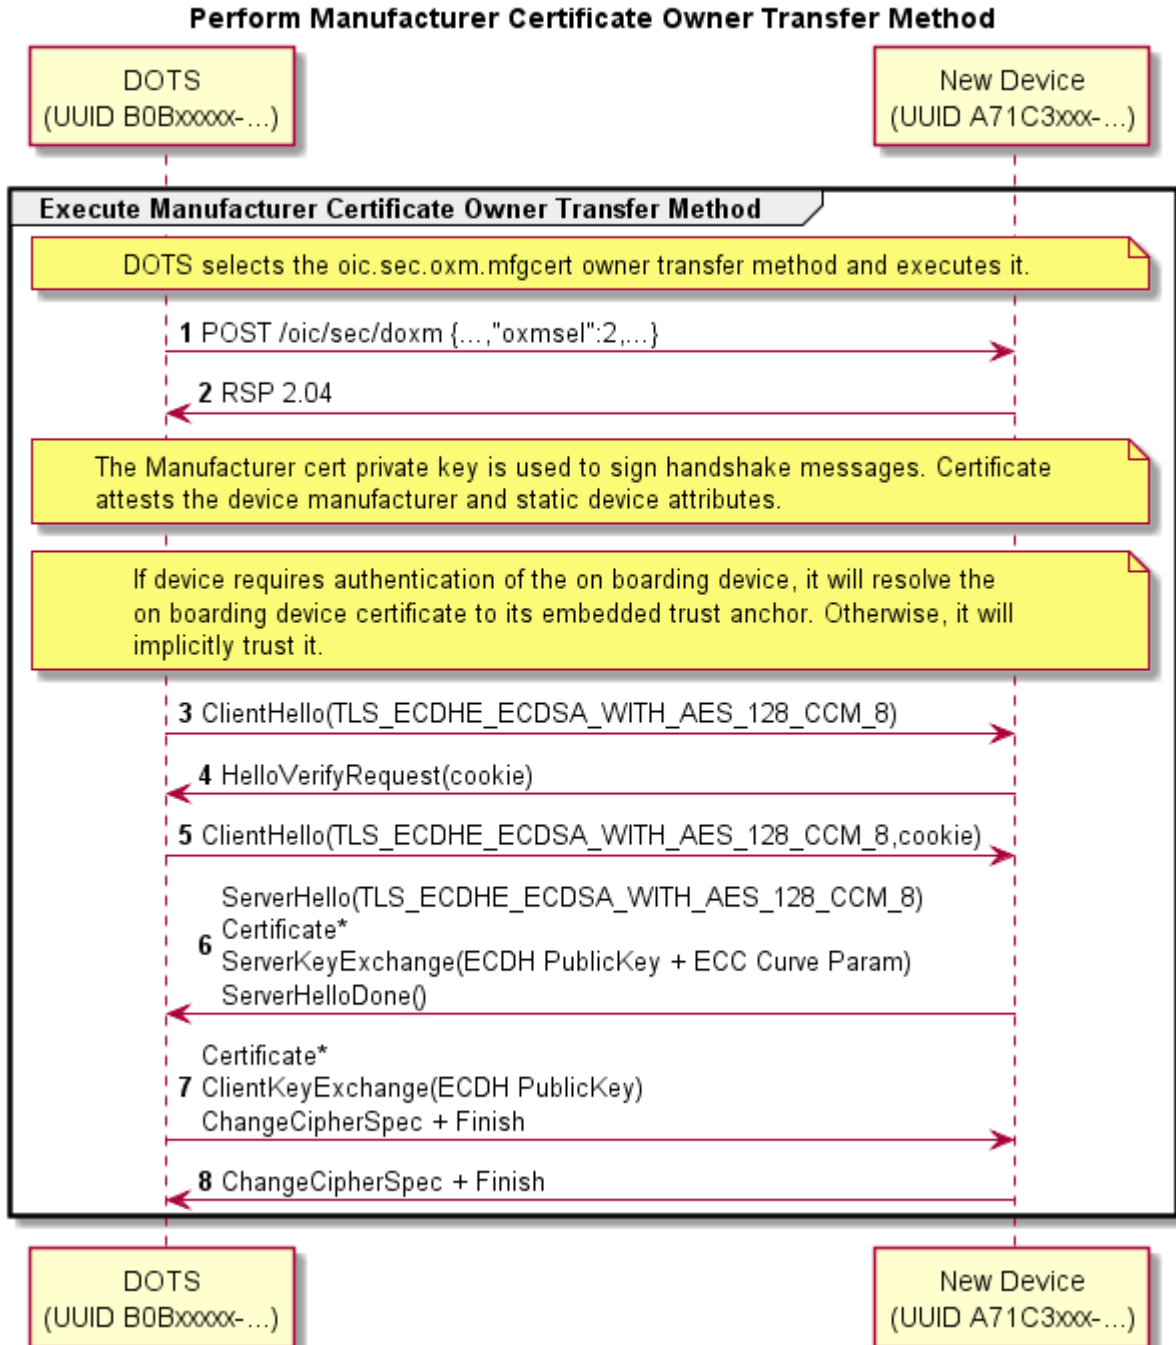 Perform Manufacturer Certificate Owner Transfer Method
DOTS
(UUID B0Bxxxxx-...)
New Device
(UUID A71C3xxx-...)
Execute Manufacturer Certificate Owner Transfer Method
DOTS selects the oic.sec.oxm.mfgcert owner transfer method and executes it.
1 POST /oic/sec/doxm {...,"oxmsel":2,...}
2 RSP 2.04
The Manufacturer cert private key is used to sign handshake messages. Certificate
attests the device manufacturer and static device attributes.
If device requires authentication of the on boarding device, it will resolve the
on boarding device certificate to its embedded trust anchor. Otherwise, it will
implicitly trust it.
3 ClientHello(TLS_ECDHE_ECDSA_WITH_AES_128_CCM_8)
4 HelloVerifyRequest(cookie)
5 ClientHello(TLS_ECDHE_ECDSA_WITH_AES_128_CCM_8,cookie)
ServerHello(TLS_ECDHE_ECDSA_WITH_AES_128_CCM_8)
6 Certificate*
ServerKeyExchange(ECDH PublicKey + ECC Curve Param)
ServerHelloDone()
Certificate*
7 ClientKeyExchange(ECDH PublicKey)
ChangeCipherSpec + Finish
8 ChangeCipherSpec + Finish
DOTS
(UUID B0Bxxxxx-...)
New Device
(UUID A71C3xxx-...)